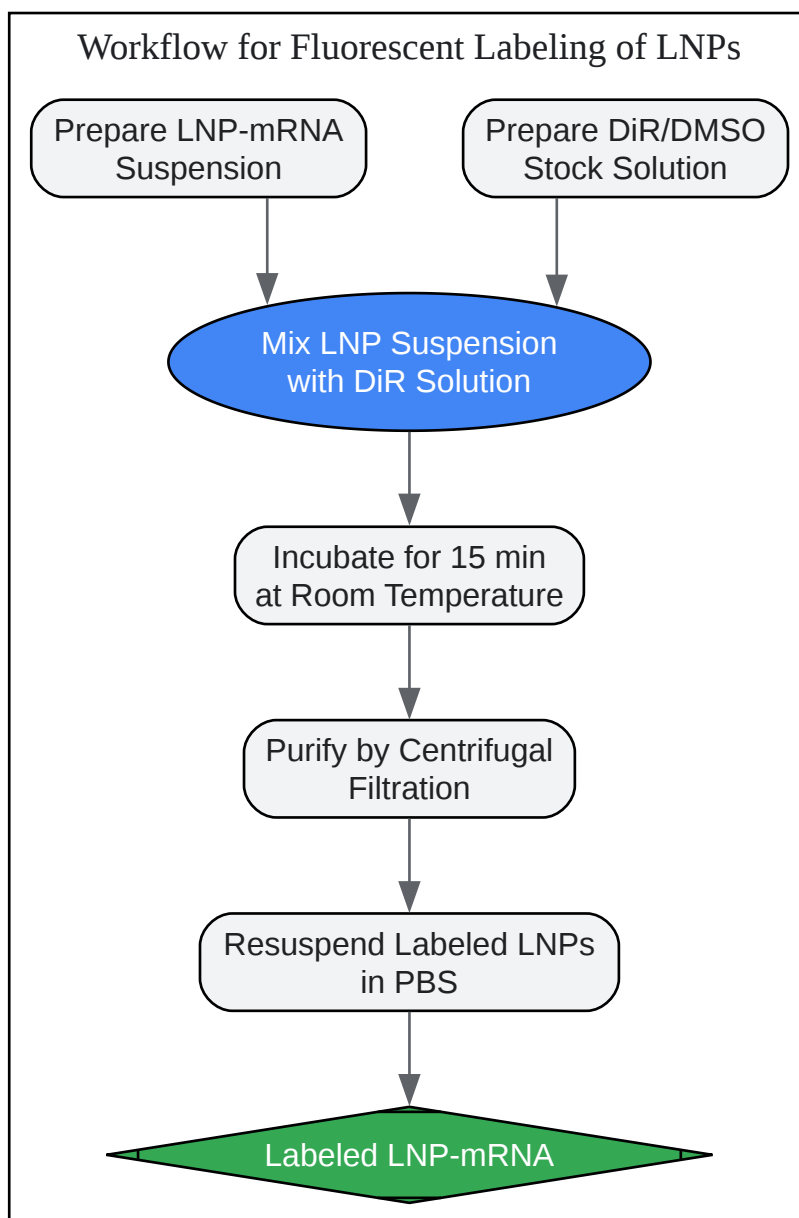 Workflow for Fluorescent Labeling of LNPs
Prepare LNP-mRNA
Suspension
Prepare DiR/DMSO
Stock Solution
Mix LNP Suspension
with DiR Solution
Incubate for 15 min
at Room Temperature
Purify by Centrifugal
Filtration
Resuspend Labeled LNPs
in PBS
Labeled LNP-mRNA